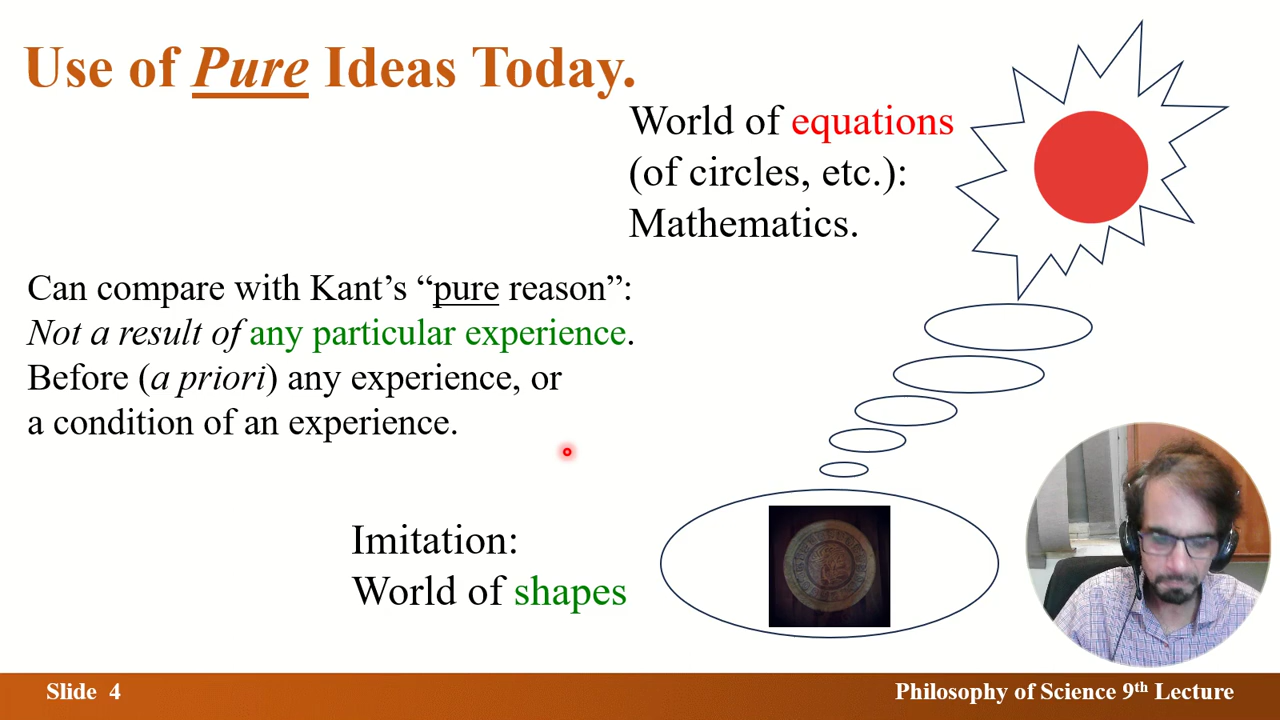 Use of Pure Ideas Today.
World of equations
(of circles, etc.):
Mathematics.
Can compare with Kant’s “pure reason”:
Not a result of any particular experience.
Before (a priori) any experience, or
a condition of an experience.
Imitation:
World of shapes
Slide 4
Philosophy of Science 9th Lecture